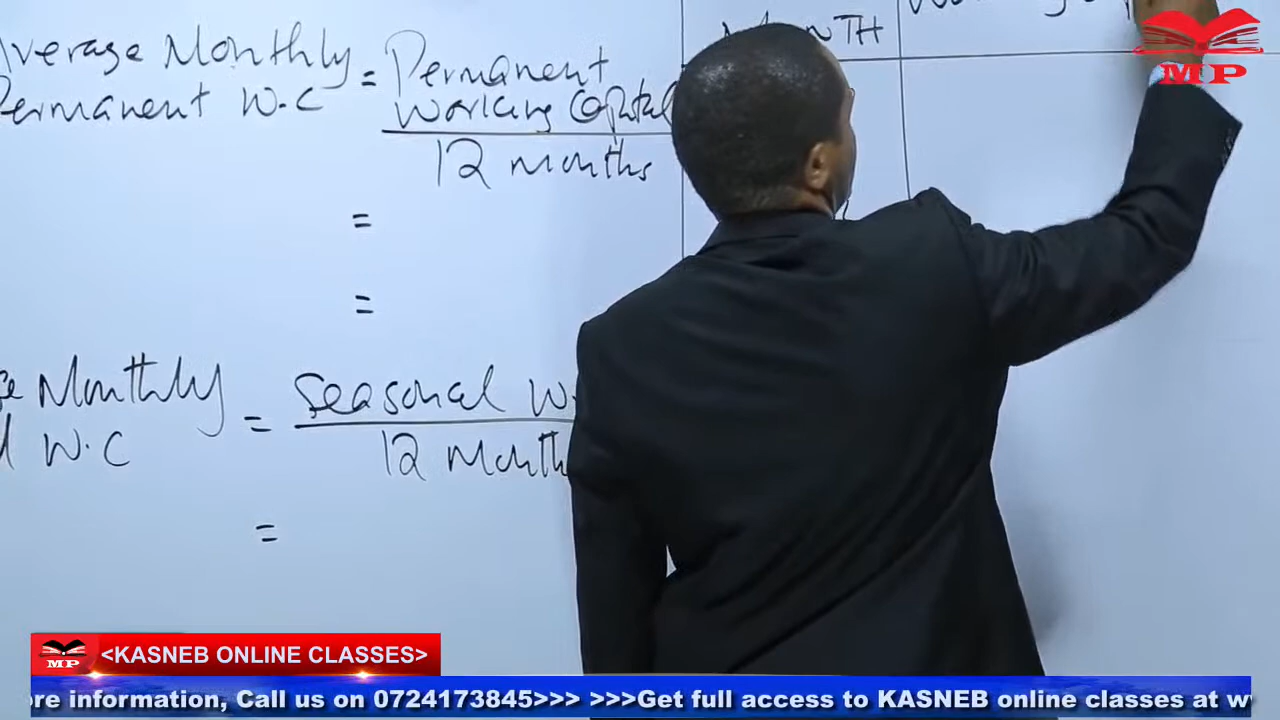 Average Monthly = Permanent
Permanent W.C Working Capital
12 months
=
=
Monthly = Seasonal W.
W.C 12 Months
=
MONTH
MP
MP <KASNEB ONLINE CLASSES>
ore information, Call us on 0724173845>>> >>>Get full access to KASNEB online classes at w